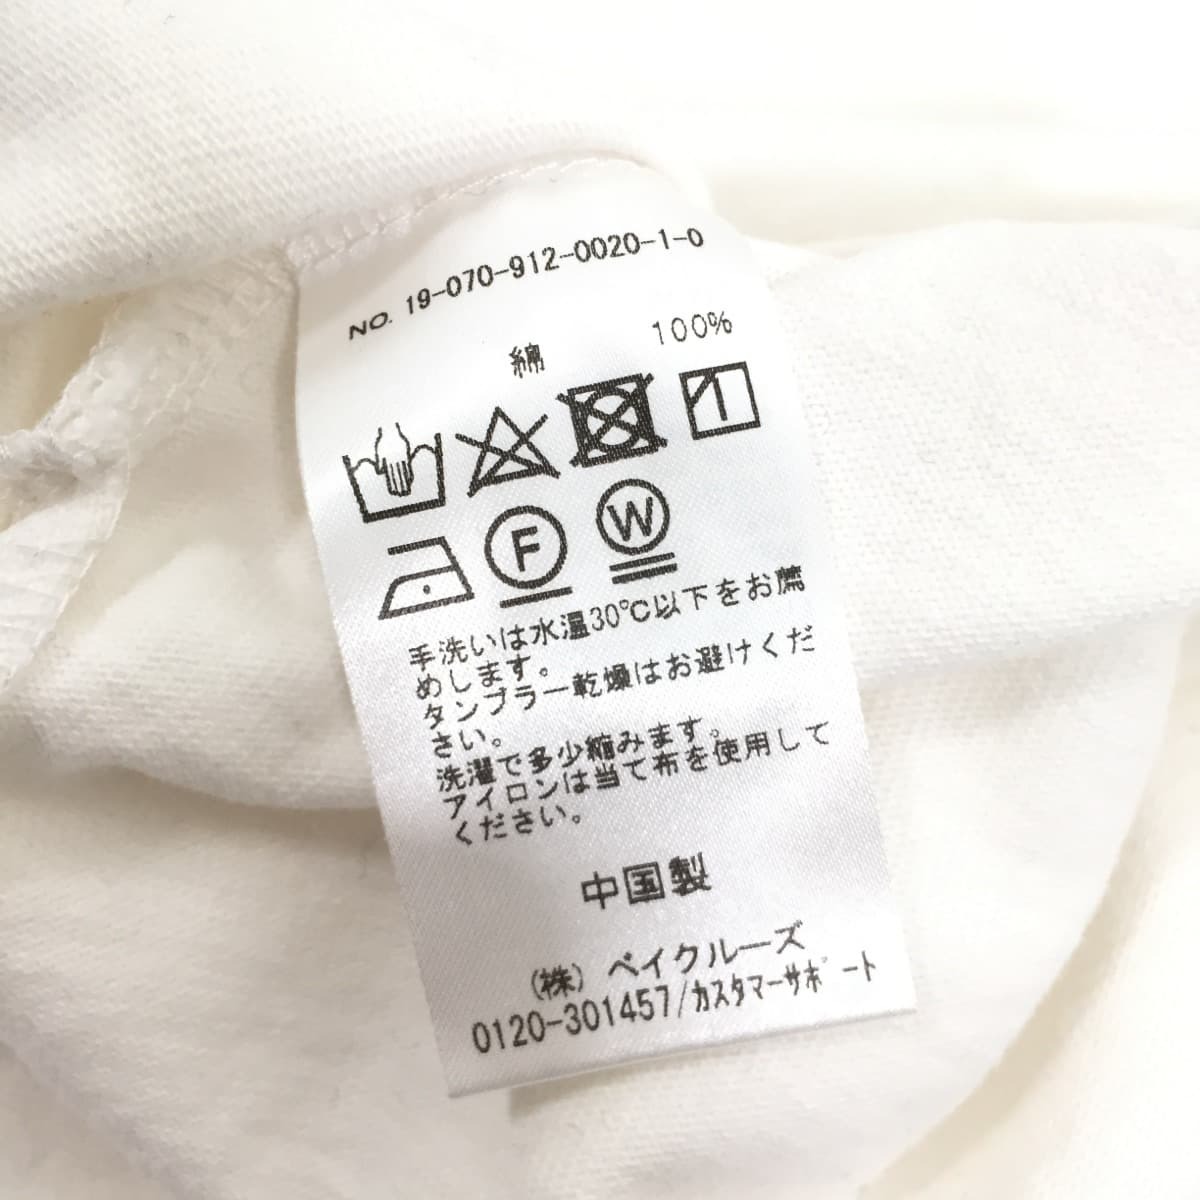 NO. 19-070-912-0020-1-0
綿 100%
F W
手洗いは水温30℃以下をお薦
めします。
タンブラー乾燥はお避けくだ
さい。
洗濯で多少縮みます。
アイロンは当て布を使用して
ください。
中国製
(株) ベイクルーズ
0120-301457/カスタマーサポート